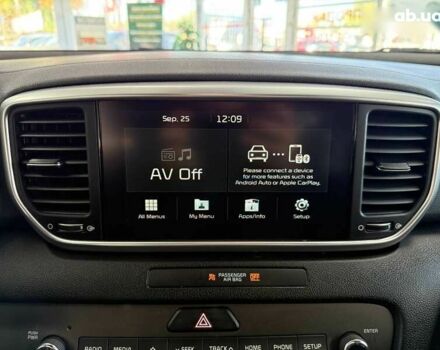 ab.ua
Sep. 25 12:09
AV Off
Please connect a device
for more features such as
Android Auto or Apple CarPlay.
All Menus My Menu Apps/Info Setup
PASSENGER
AIR BAG OFF
PUSH
PWR
RADIO MEDIA SEEK TRACK HOME PHONE SETUP